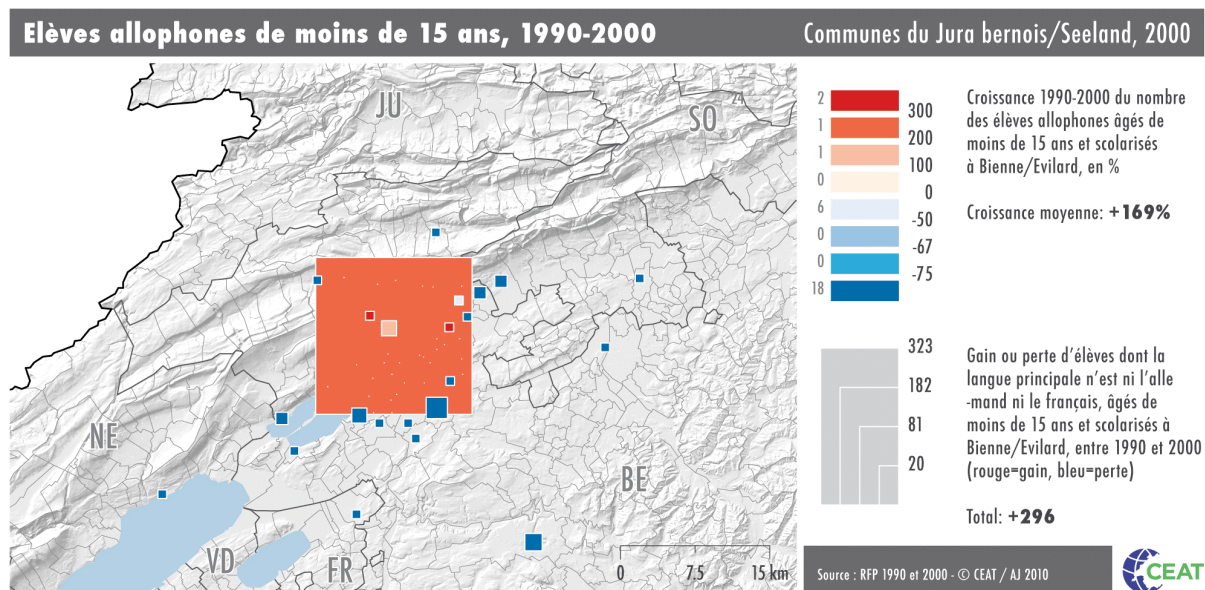 Elèves allophones de moins de 15 ans, 1990-2000
Communes du Jura bernois/Seeland, 2000
JU
SO
24
NE
VD
FR
BE
0 7.5 15 km
2
300
1
200
1
100
0
0
6
-50
0
-67
0
-75
18
Croissance 1990-2000 du nombre
des élèves allophones âgés de
moins de 15 ans et scolarisés
à Bienne/Evilard, en %
Croissance moyenne: +169%
323
182
81
20
Gain ou perte d'élèves dont la
langue principale n'est ni l'alle
-mand ni le français, âgés de
moins de 15 ans et scolarisés à
Bienne/Evilard, entre 1990 et 2000
(rouge=gain, bleu=perte)
Total: +296
Source : RFP 1990 et 2000 - © CEAT / AJ 2010
CEAT